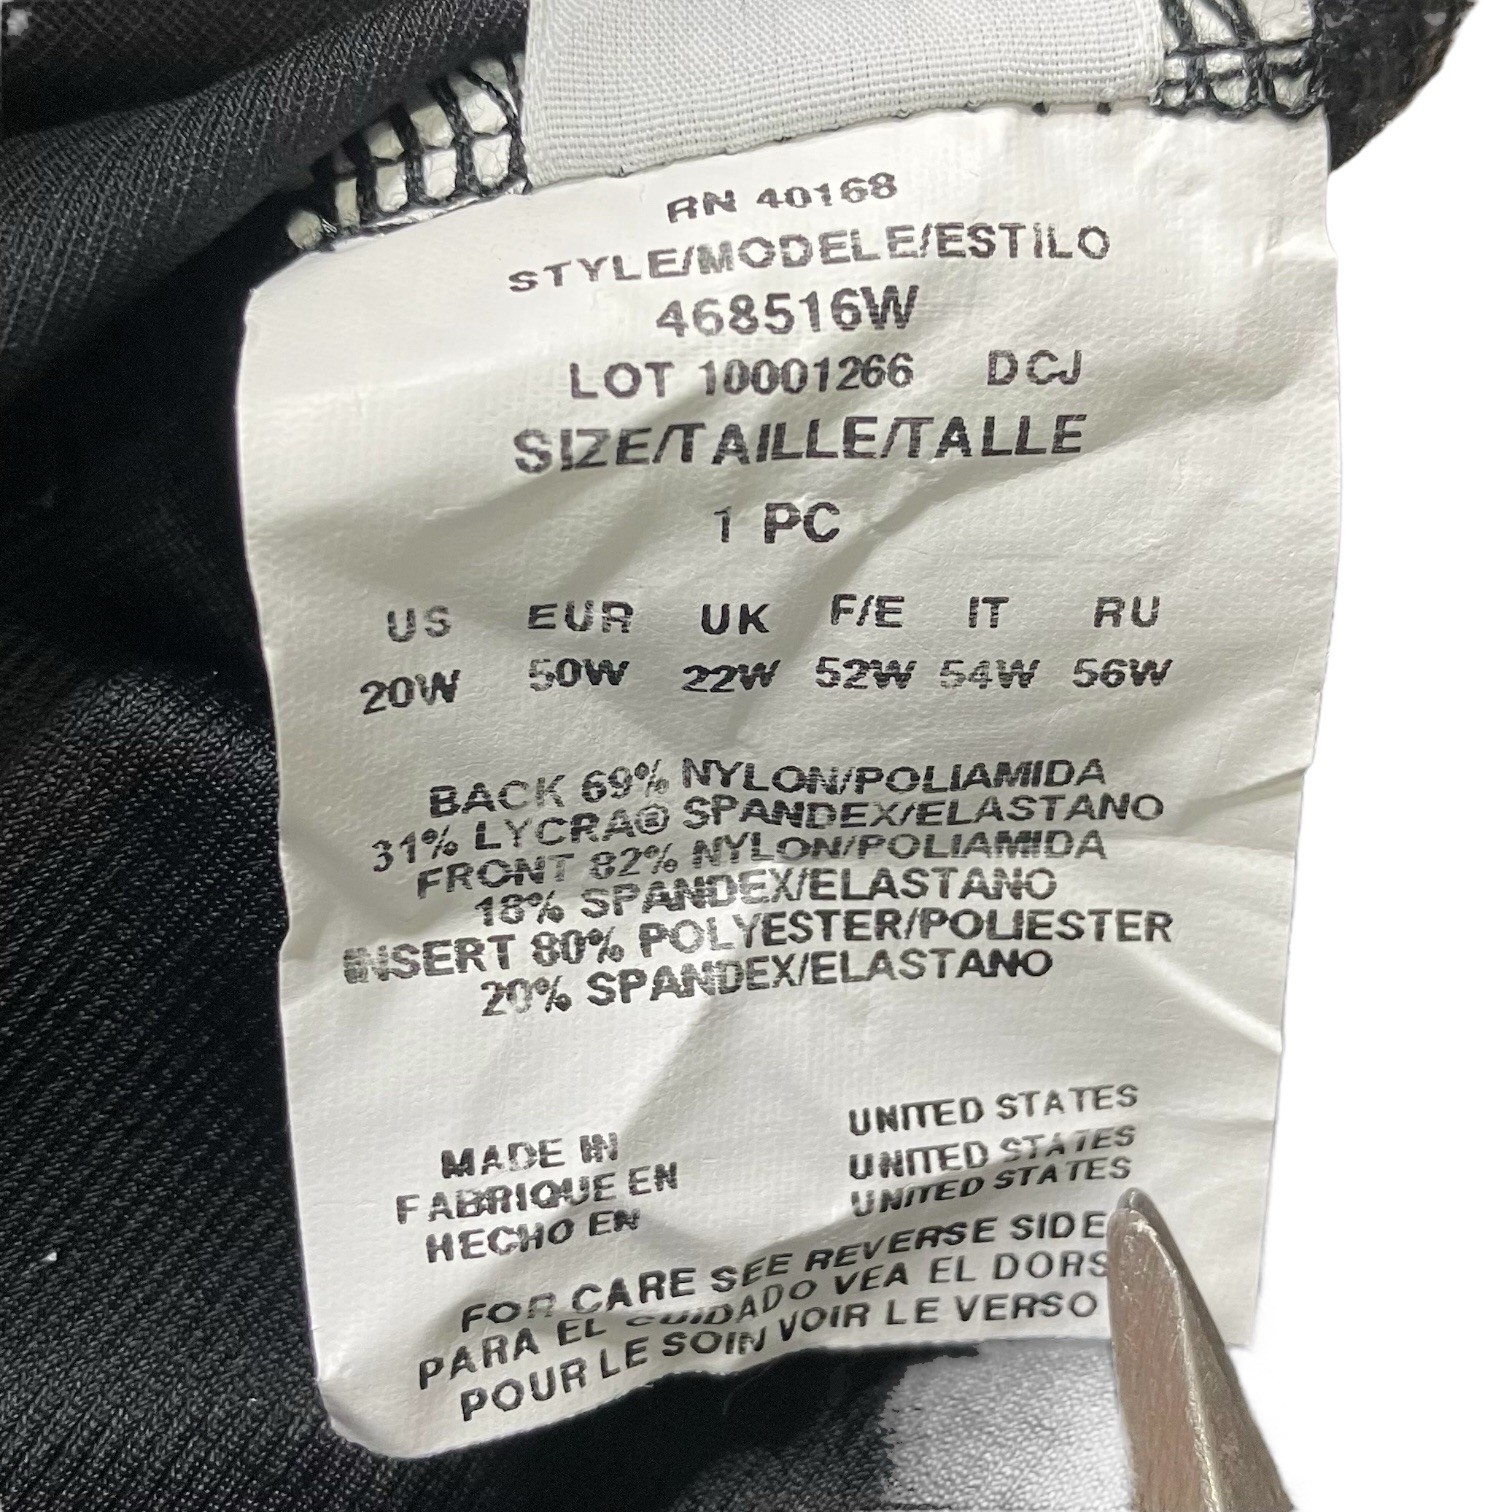 RN 40168
STYLE/MODELE/ESTILO
468516W
LOT 10001266 DCJ
SIZE/TAILLE/TALLE
1 PC
US EUR UK F/E IT RU
20W 50W 22W 52W 54W 56W
BACK 69% NYLON/POLIAMIDA
31% LYCRA® SPANDEX/ELASTANO
FRONT 82% NYLON/POLIAMIDA
18% SPANDEX/ELASTANO
INSERT 80% POLYESTER/POLIESTER
20% SPANDEX/ELASTANO
MADE IN UNITED STATES
FABRIQUE EN UNITED STATES
HECHO EN UNITED STATES
FOR CARE SEE REVERSE SIDE
PARA EL CUIDADO VEA EL DORS
POUR LE SOIN VOIR LE VERSO